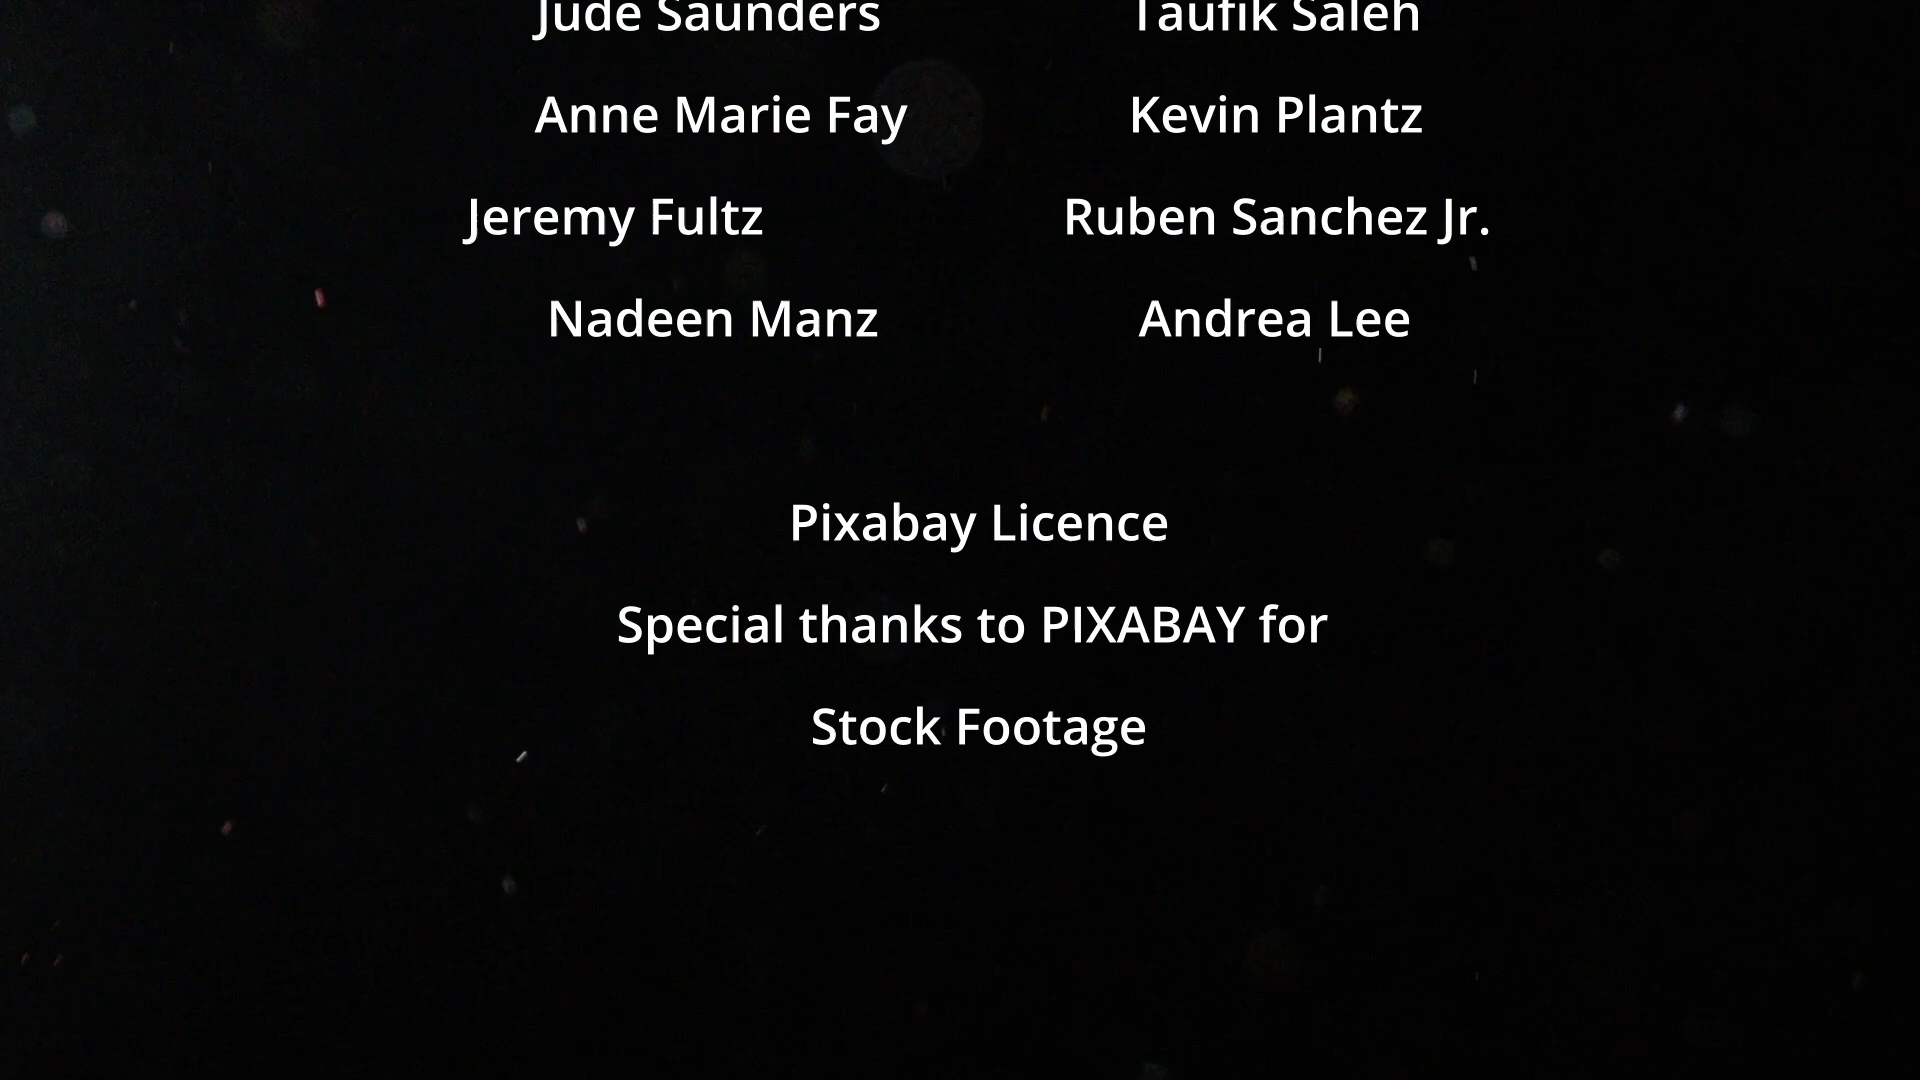 Jude Saunders Taufik Saleh
Anne Marie Fay Kevin Plantz
Jeremy Fultz Ruben Sanchez Jr.
Nadeen Manz Andrea Lee
Pixabay Licence
Special thanks to PIXABAY for
Stock Footage